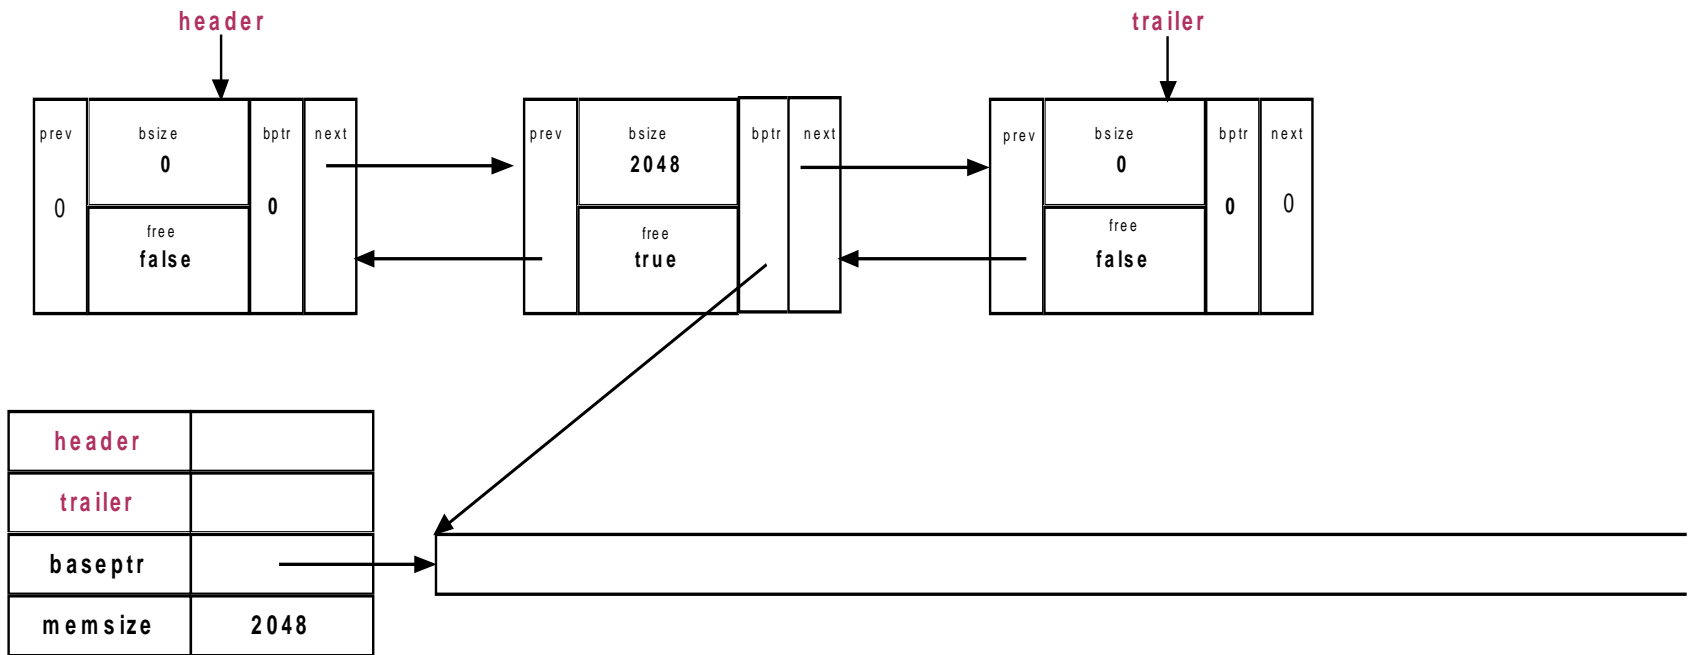 header
trailer
prev bsize bptr next
0
0 0
free
false
prev bsize bptr next
2048
free
true
prev bsize bptr next
0
0 0
free
false
header
trailer
baseptr
memsize 2048